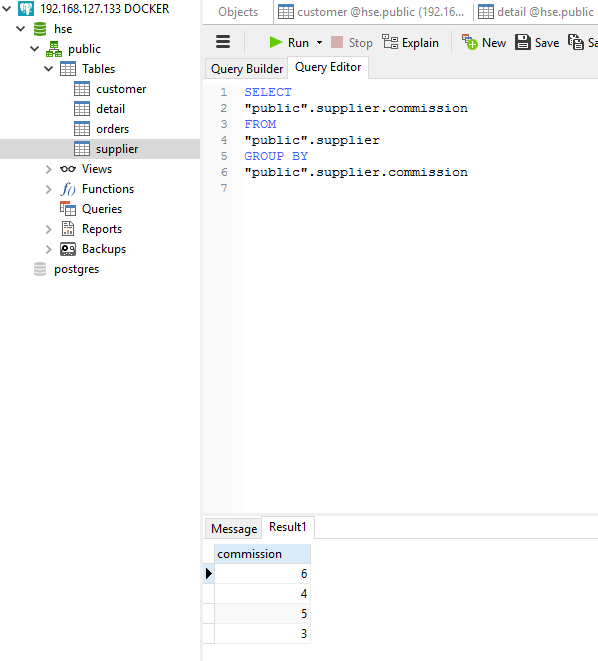 192.168.127.133 DOCKER
hse
public
Tables
customer
detail
orders
supplier
Views
Functions
Queries
Reports
Backups
postgres
Objects customer @hse.public (192.16... detail @hse.public
Run Stop Explain New Save Sa
Query Builder Query Editor
1 SELECT
2 "public".supplier.commission
3 FROM
4 "public".supplier
5 GROUP BY
6 "public".supplier.commission
7
Message Result1
commission
6
4
5
3